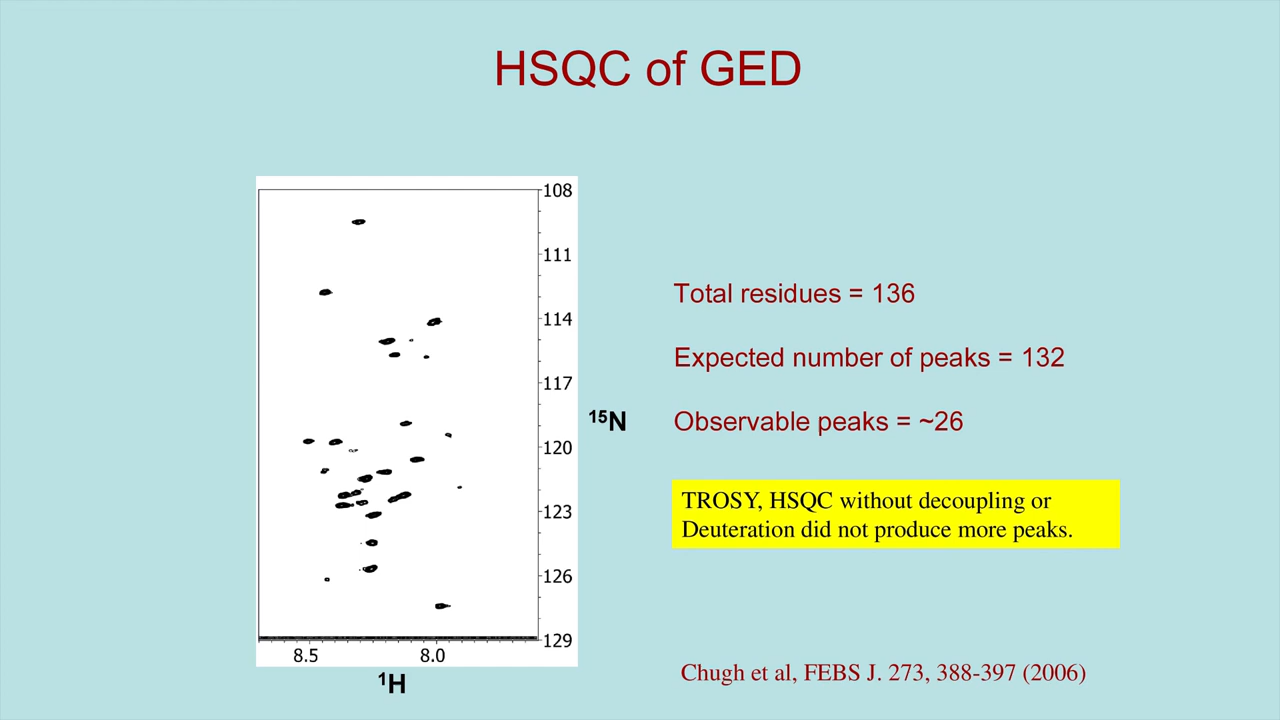 HSQC of GED
108
111
114
117
120
123
126
129
8.5 8.0
¹H
¹⁵N
Total residues = 136
Expected number of peaks = 132
Observable peaks = ~26
TROSY, HSQC without decoupling or
Deuteration did not produce more peaks.
Chugh et al, FEBS J. 273, 388-397 (2006)